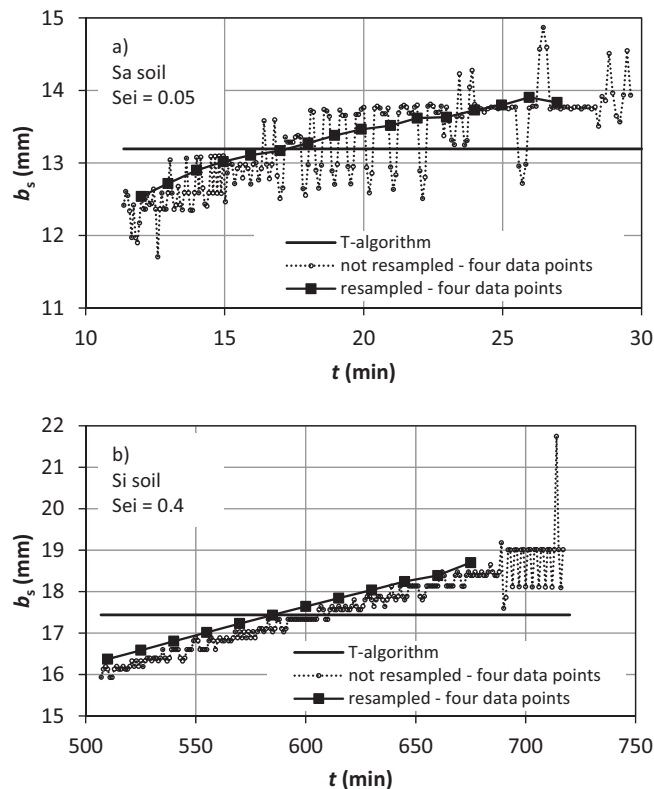 15
a)
Sa soil
Sei = 0.05
14
13
12
11
bs (mm)
T-algorithm
not resampled - four data points
resampled - four data points
10 15 20 25 30
t (min)
22
b)
Si soil
Sei = 0.4
21
20
19
18
17
16
15
bs (mm)
T-algorithm
not resampled - four data points
resampled - four data points
500 550 600 650 700 750
t (min)